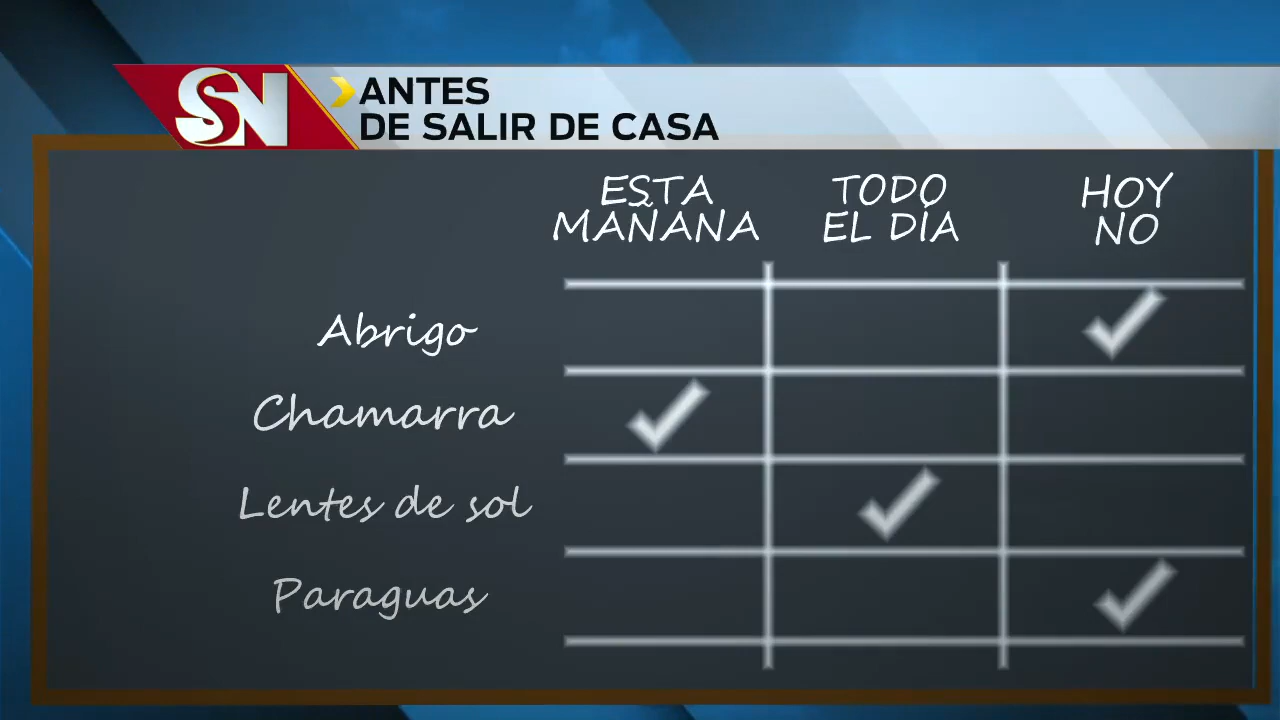 SN
ANTES
DE SALIR DE CASA
ESTA
MAÑANA
TODO
EL DÍA
HOY
NO
Abrigo
Chamarra
Lentes de sol
Paraguas